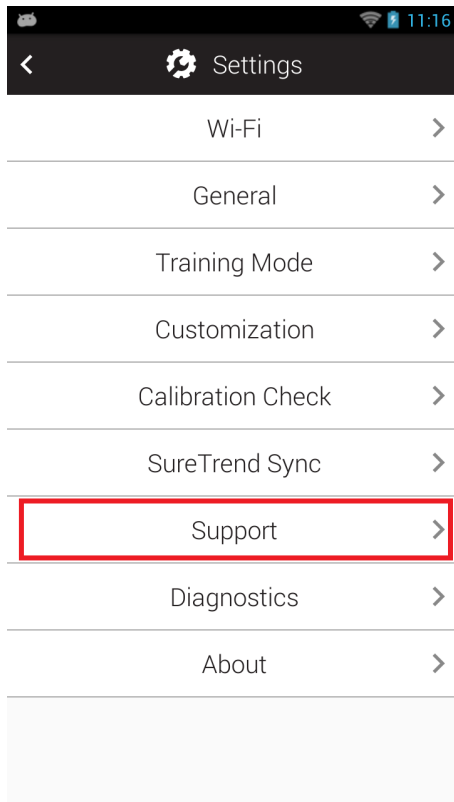 11:16
Settings
Wi-Fi
General
Training Mode
Customization
Calibration Check
SureTrend Sync
Support
Diagnostics
About